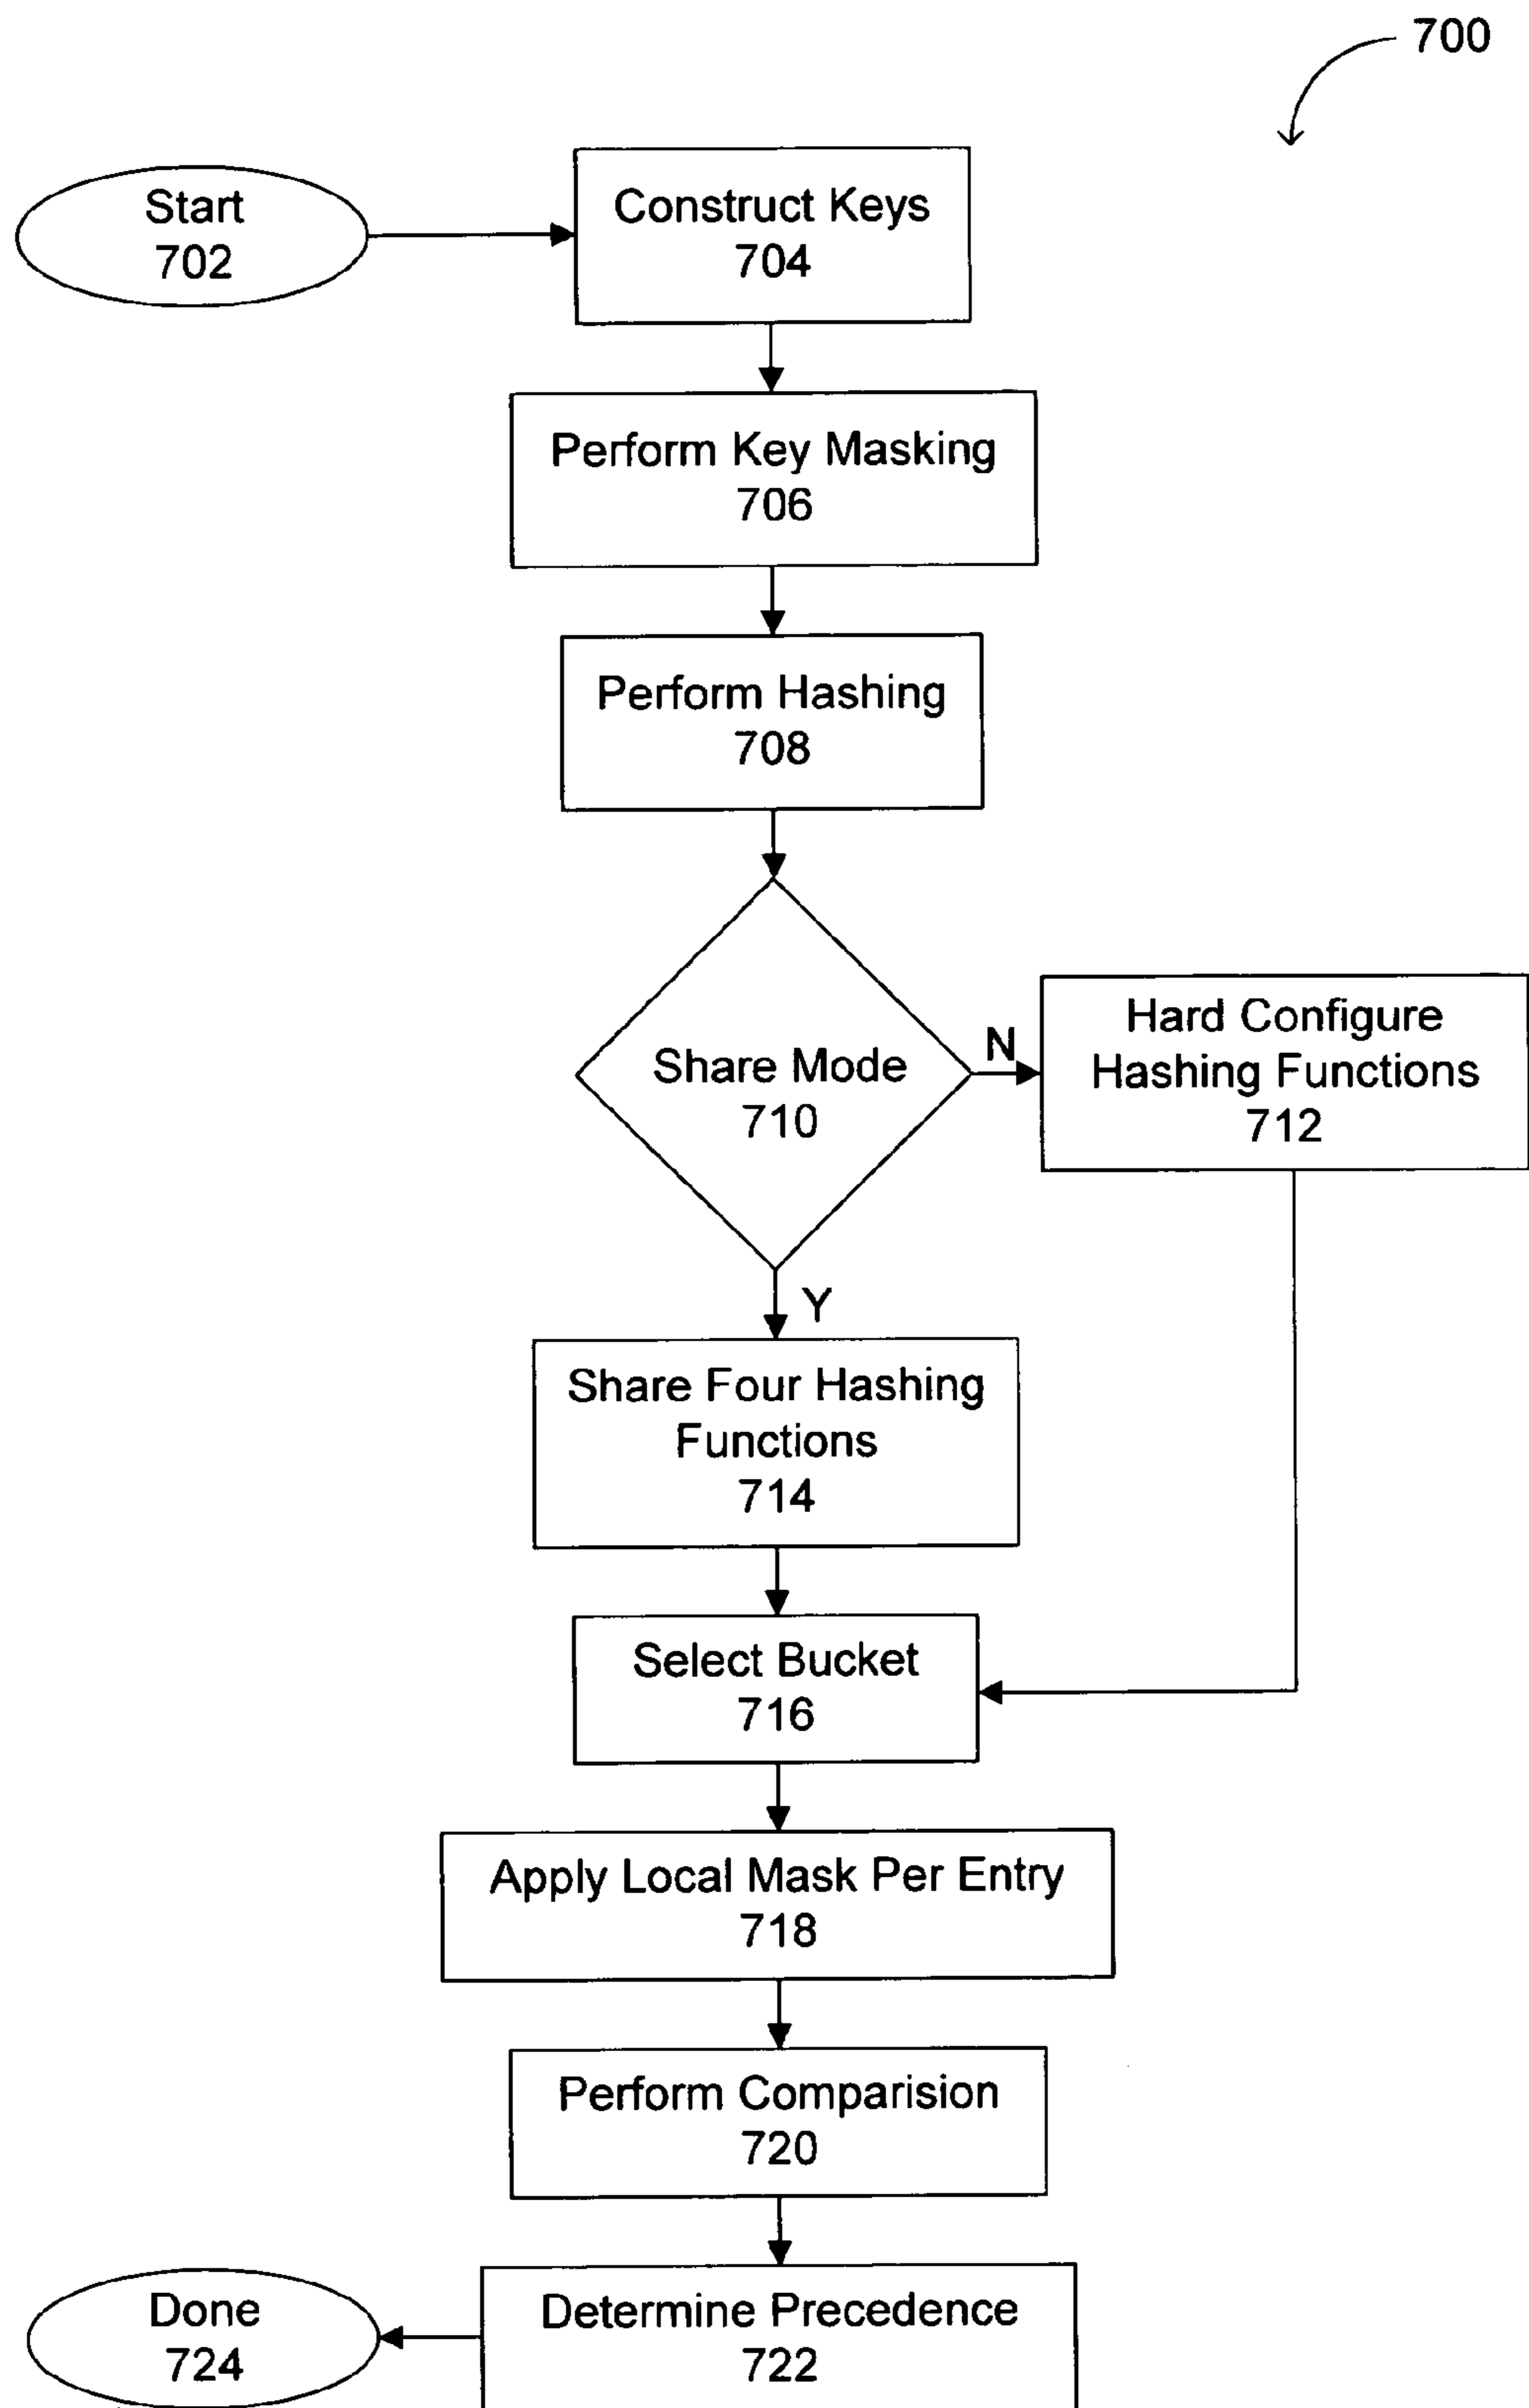 700
Start
702
Construct Keys
704
Perform Key Masking
706
Perform Hashing
708
Share Mode
710
N
Hard Configure
Hashing Functions
712
Y
Share Four Hashing
Functions
714
Select Bucket
716
Apply Local Mask Per Entry
718
Perform Comparision
720
Determine Precedence
722
Done
724